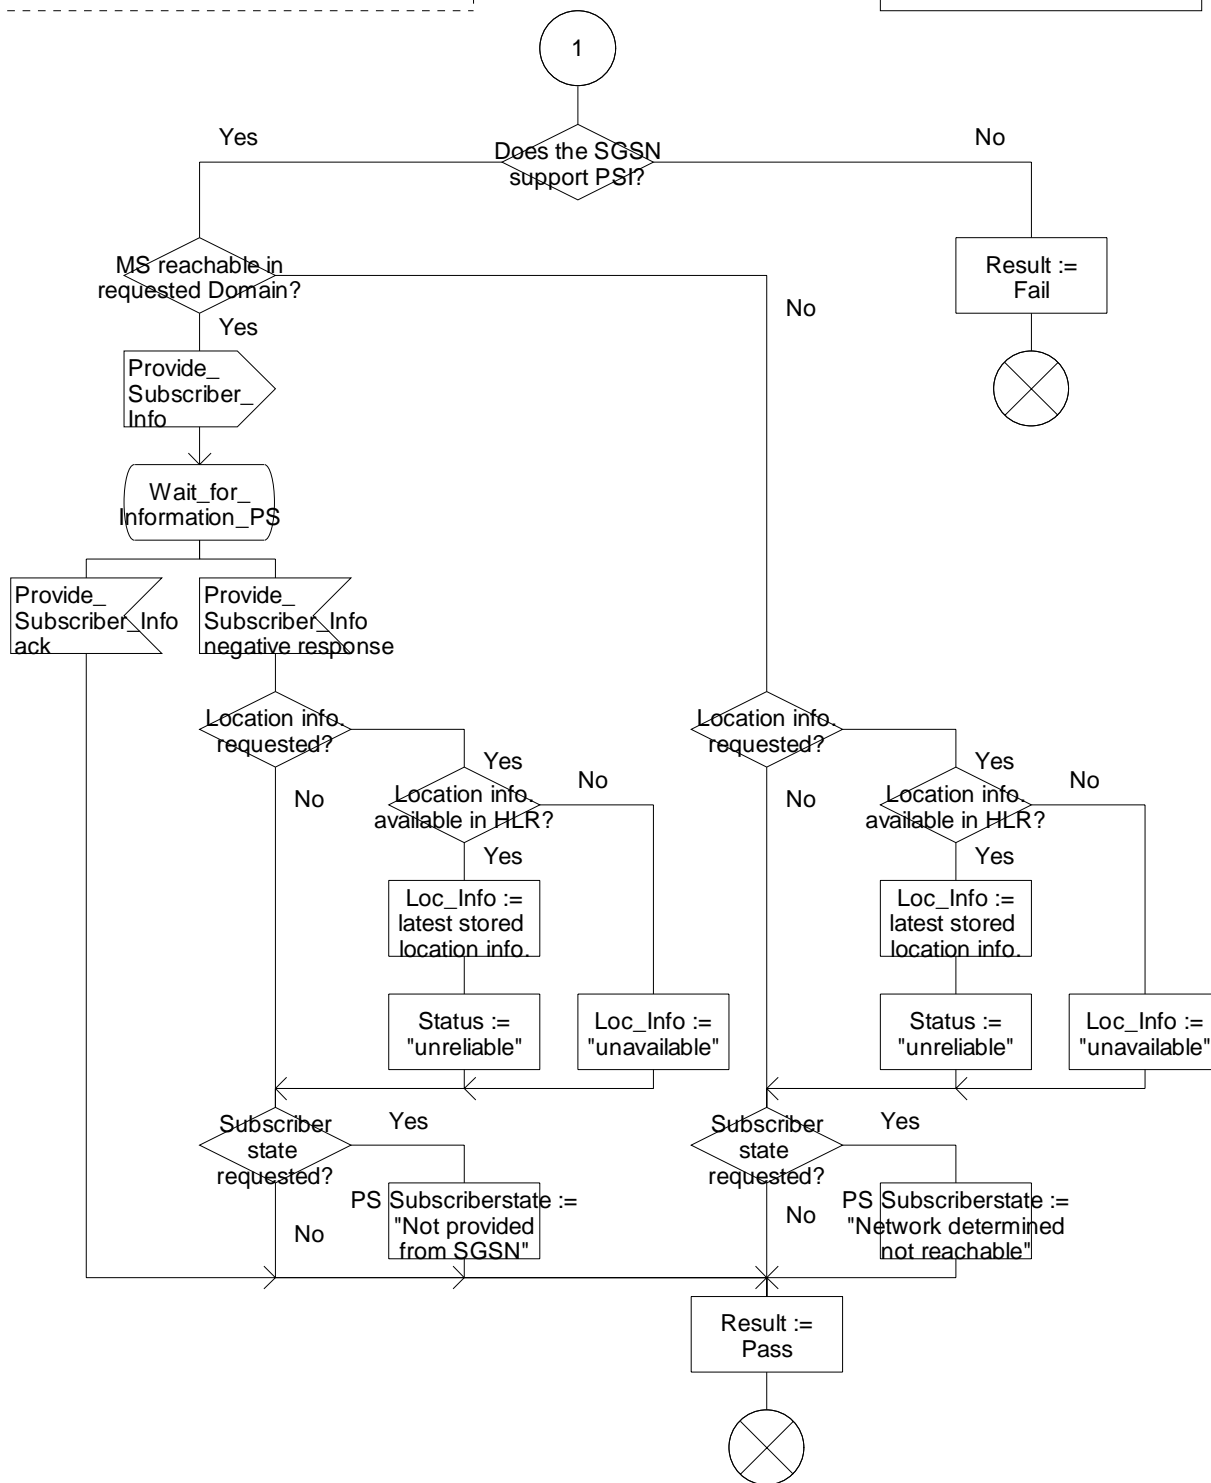 1
Yes
Does the SGSN
support PSI?
No
MS reachable in
requested Domain?
Yes
No
Result :=
Fail
Provide_
Subscriber_
Info
Wait_for_
Information_PS
Provide_
Subscriber_Info
ack
Provide_
Subscriber_Info
negative response
Location info.
requested?
Yes
No
No
Location info.
available in HLR?
Yes
Loc_Info :=
latest stored
location info.
Status :=
"unreliable"
Loc_Info :=
"unavailable"
Subscriber
state
requested?
Yes
No
PS Subscriberstate :=
"Not provided
from SGSN"
Location info.
requested?
Yes
No
No
Location info.
available in HLR?
Yes
Loc_Info :=
latest stored
location info.
Status :=
"unreliable"
Loc_Info :=
"unavailable"
Subscriber
state
requested?
Yes
No
PS Subscriberstate :=
"Network determined
not reachable"
Result :=
Pass